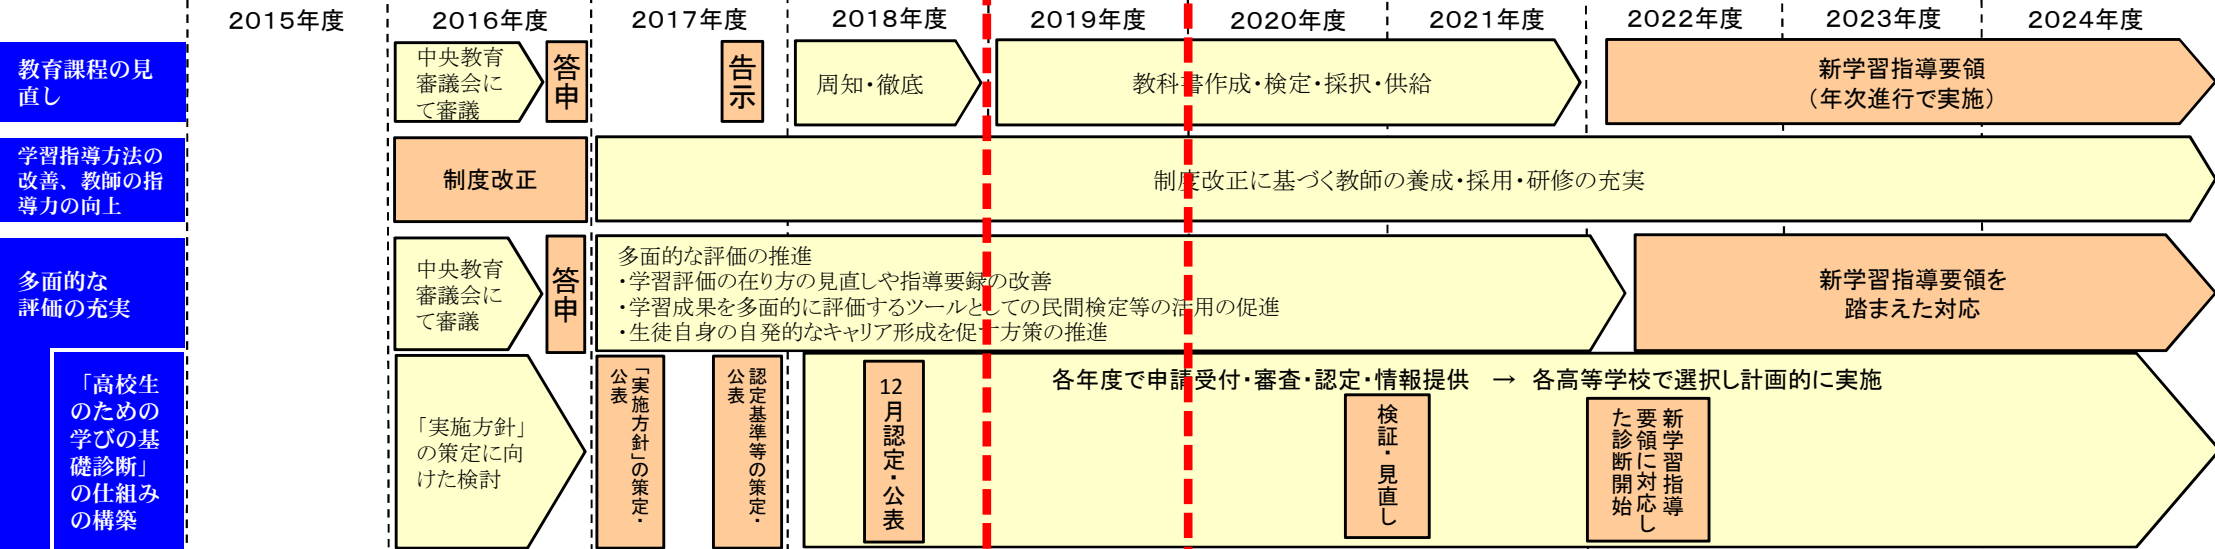 2015年度
2016年度
2017年度
2018年度
2019年度
2020年度
2021年度
2022年度
2023年度
2024年度
教育課程の見
直し
中央教育
審議会に
て審議
答申
告示
周知・徹底
教科書作成・検定・採択・供給
新学習指導要領
（年次進行で実施）
学習指導方法の
改善、教師の指
導力の向上
制度改正
制度改正に基づく教師の養成・採用・研修の充実
多面的な
評価の充実
中央教育
審議会に
て審議
答申
多面的な評価の推進
・学習評価の在り方の見直しや指導要録の改善
・学習成果を多面的に評価するツールとしての民間検定等の活用の促進
・生徒自身の自発的なキャリア形成を促す方策の推進
新学習指導要領を
踏まえた対応
「高校生
のための
学びの基
礎診断」
の仕組み
の構築
「実施方針」
の策定に向
けた検討
「実施方針」の策定・
公表
認定基準等の策定・
公表
12月認定・公表
各年度で申請受付・審査・認定・情報提供　→　各高等学校で選択し計画的に実施
検証・見直し
新学習指導
要領に対応し
た診断開始